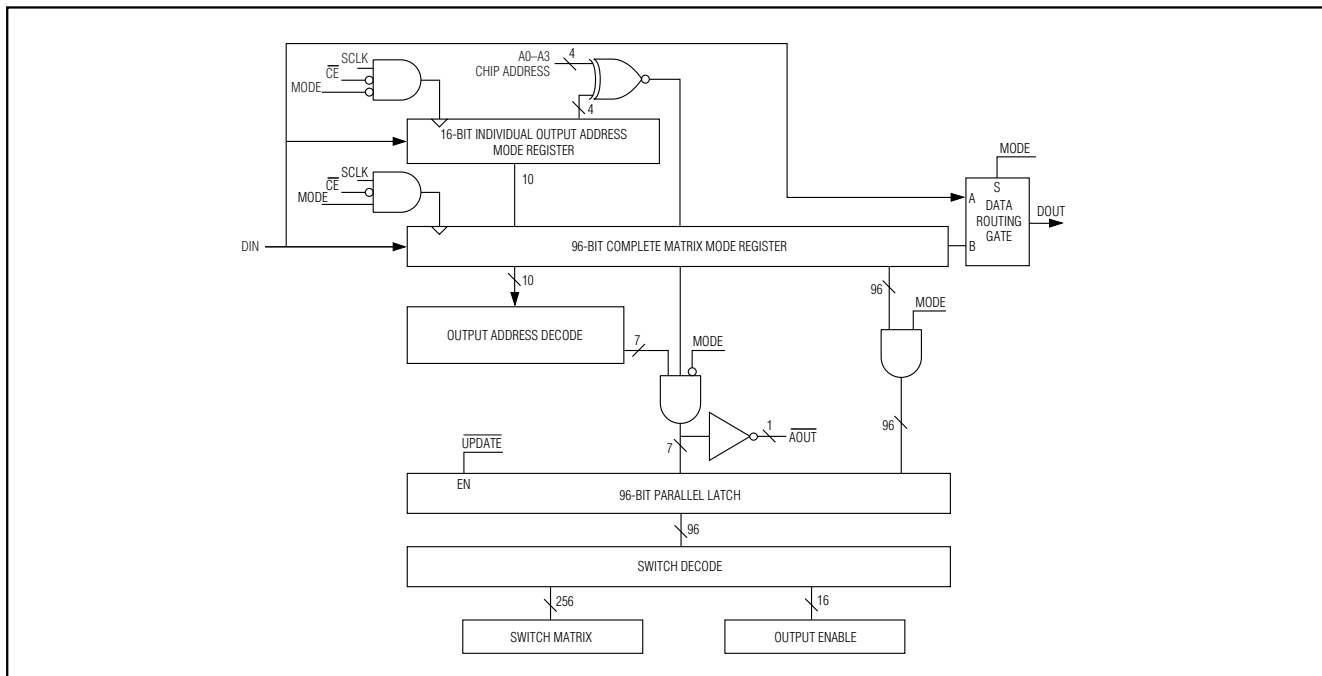 SCLK
CE
MODE
A0–A3
CHIP ADDRESS
4
4
16-BIT INDIVIDUAL OUTPUT ADDRESS
MODE REGISTER
SCLK
CE
MODE
10
MODE
S
A
DATA
ROUTING
GATE
B
DOUT
DIN
96-BIT COMPLETE MATRIX MODE REGISTER
10
96
MODE
OUTPUT ADDRESS DECODE
7
MODE
1
AOUT
7
96
UPDATE
EN
96-BIT PARALLEL LATCH
96
SWITCH DECODE
256
16
SWITCH MATRIX
OUTPUT ENABLE